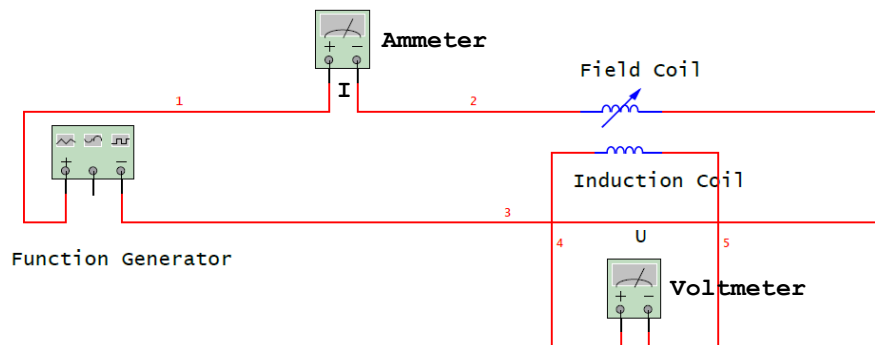 Ammeter
+ −
I
Field Coil
1
2
+ −
Induction Coil
3
4
U
5
Function Generator
Voltmeter
+ −